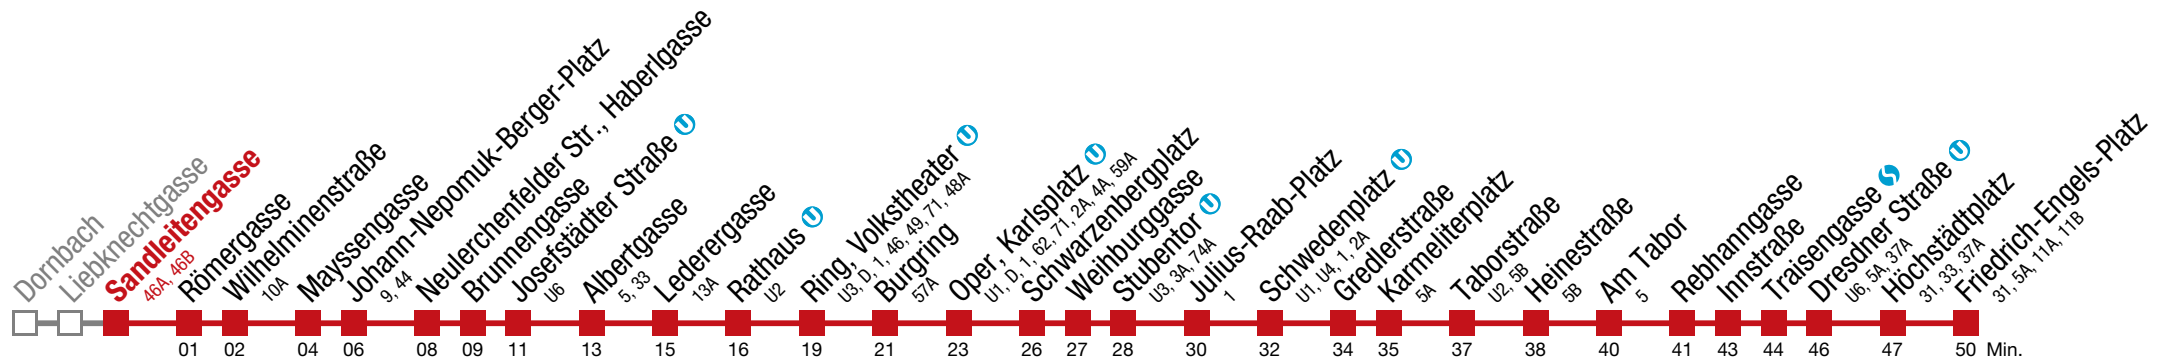 Dornbach
Liebknechtgasse
Sandleitengasse
46A, 46B
Römergasse
Wilhelminenstraße
10A
Mayssengasse
Johann-Nepomuk-Berger-Platz
9, 44
Neulerchenfelder Str., Haberlgasse
Brunnengasse
Josefstädter Straße U
U6
Albertgasse
5, 33
Lederergasse
13A
Rathaus U
U2
Ring, Volkstheater U
U3, D, 1, 46, 49, 71, 48A
Burgring
57A
Oper, Karlsplatz U
U1, D, 1, 62, 71, 2A, 4A, 59A
Schwarzenbergplatz
Weihburggasse
Stubentor U
U3, 3A, 74A
Julius-Raab-Platz
1
Schwedenplatz U
U1, U4, 1, 2A
Gredlerstraße
Karmeliterplatz
5A
Taborstraße
U2, 5B
Heinestraße
5B
Am Tabor
5
Rebhanngasse
Innstraße
Traisengasse S
Dresdner Straße U
U6, 5A, 37A
Höchstädtplatz
31, 33, 37A
Friedrich-Engels-Platz
31, 5A, 11A, 11B
01 02 04 06 08 09 11 13 15 16 19 21 23 26 27 28 30 32 34 35 37 38 40 41 43 44 46 47 50 Min.